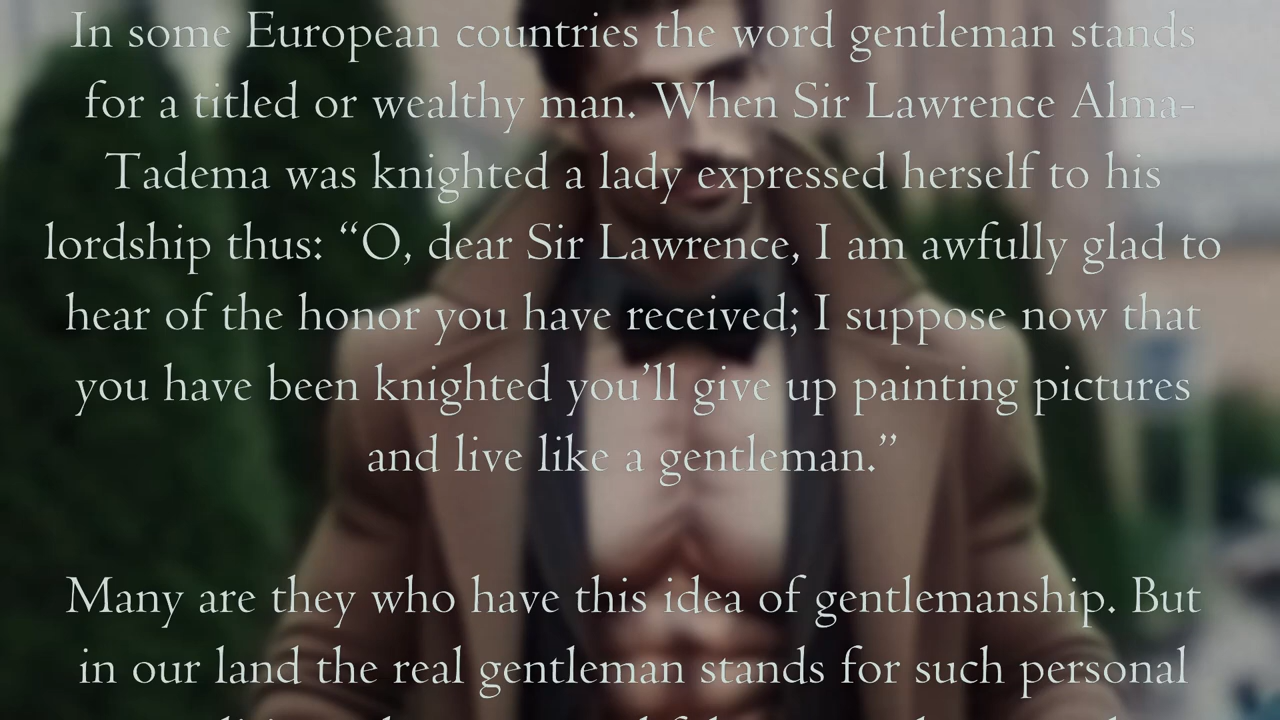 In some European countries the word gentleman stands
for a titled or wealthy man. When Sir Lawrence Alma-
Tadema was knighted a lady expressed herself to his
lordship thus: “O, dear Sir Lawrence, I am awfully glad to
hear of the honor you have received; I suppose now that
you have been knighted you’ll give up painting pictures
and live like a gentleman.”
Many are they who have this idea of gentlemanship. But
in our land the real gentleman stands for such personal